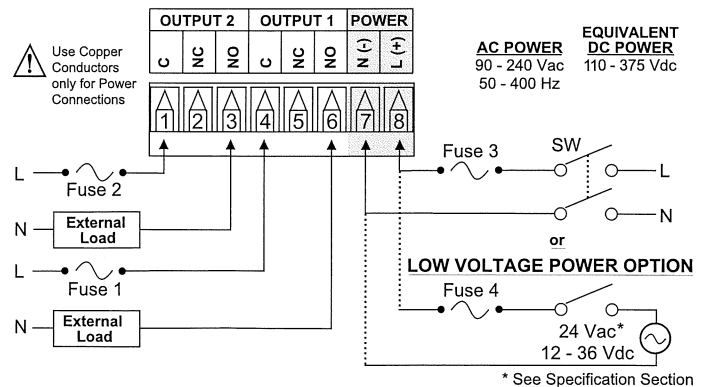 OUTPUT 2 OUTPUT 1 POWER
C NC NO C NC NO N (-) L (+)
1 2 3 4 5 6 7 8
Use Copper
Conductors
only for Power
Connections
AC POWER
90 - 240 Vac
50 - 400 Hz
EQUIVALENT
DC POWER
110 - 375 Vdc
L Fuse 2
N External
Load
L Fuse 1
N External
Load
Fuse 3 SW
L
N
or
LOW VOLTAGE POWER OPTION
Fuse 4
24 Vac*
12 - 36 Vdc
* See Specification Section